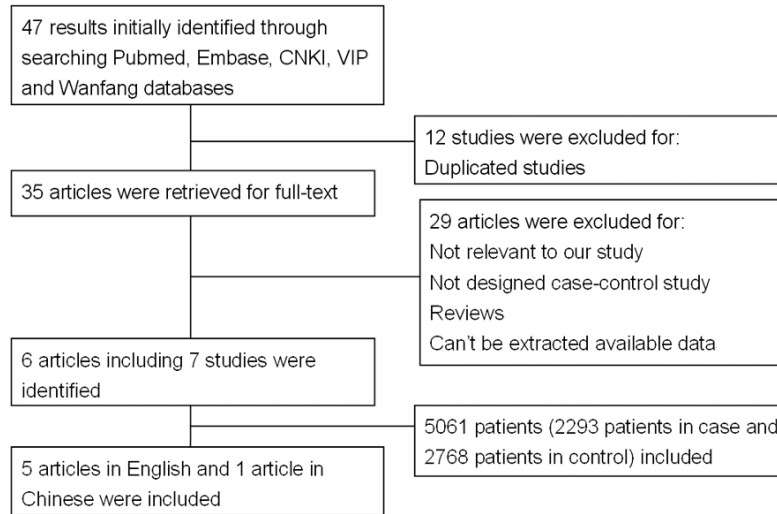 47 results initially identified through
searching Pubmed, Embase, CNKI, VIP
and Wanfang databases
12 studies were excluded for:
Duplicated studies
35 articles were retrieved for full-text
29 articles were excluded for:
Not relevant to our study
Not designed case-control study
Reviews
Can't be extracted available data
6 articles including 7 studies were
identified
5061 patients (2293 patients in case and
2768 patients in control) included
5 articles in English and 1 article in
Chinese were included